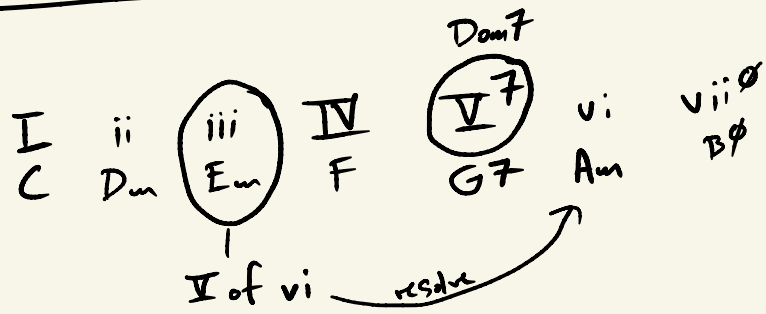 Dom7
I ii iii IV V7 vi viiø
C Dm Em F G7 Am Bø
V of vi resolve